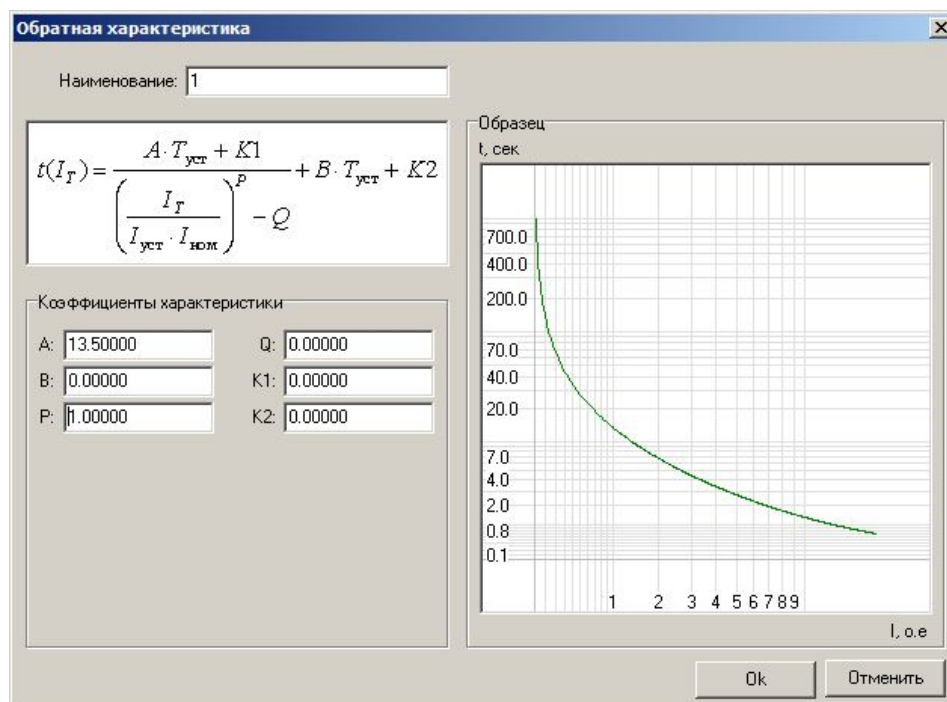 Обратная характеристика
Наименование: 1
t(I_T) = (A · T_уст + K1) / ((I_T / (I_уст · I_ном))^P − Q) + B · T_уст + K2
Коэффициенты характеристики
A: 13.50000 Q: 0.00000
B: 0.00000 K1: 0.00000
P: 1.00000 K2: 0.00000
Образец
t, сек
700.0
400.0
200.0
70.0
40.0
20.0
7.0
4.0
2.0
0.8
0.1
1 2 3 4 5 6 7 8 9
I, о.е
Ok Отменить